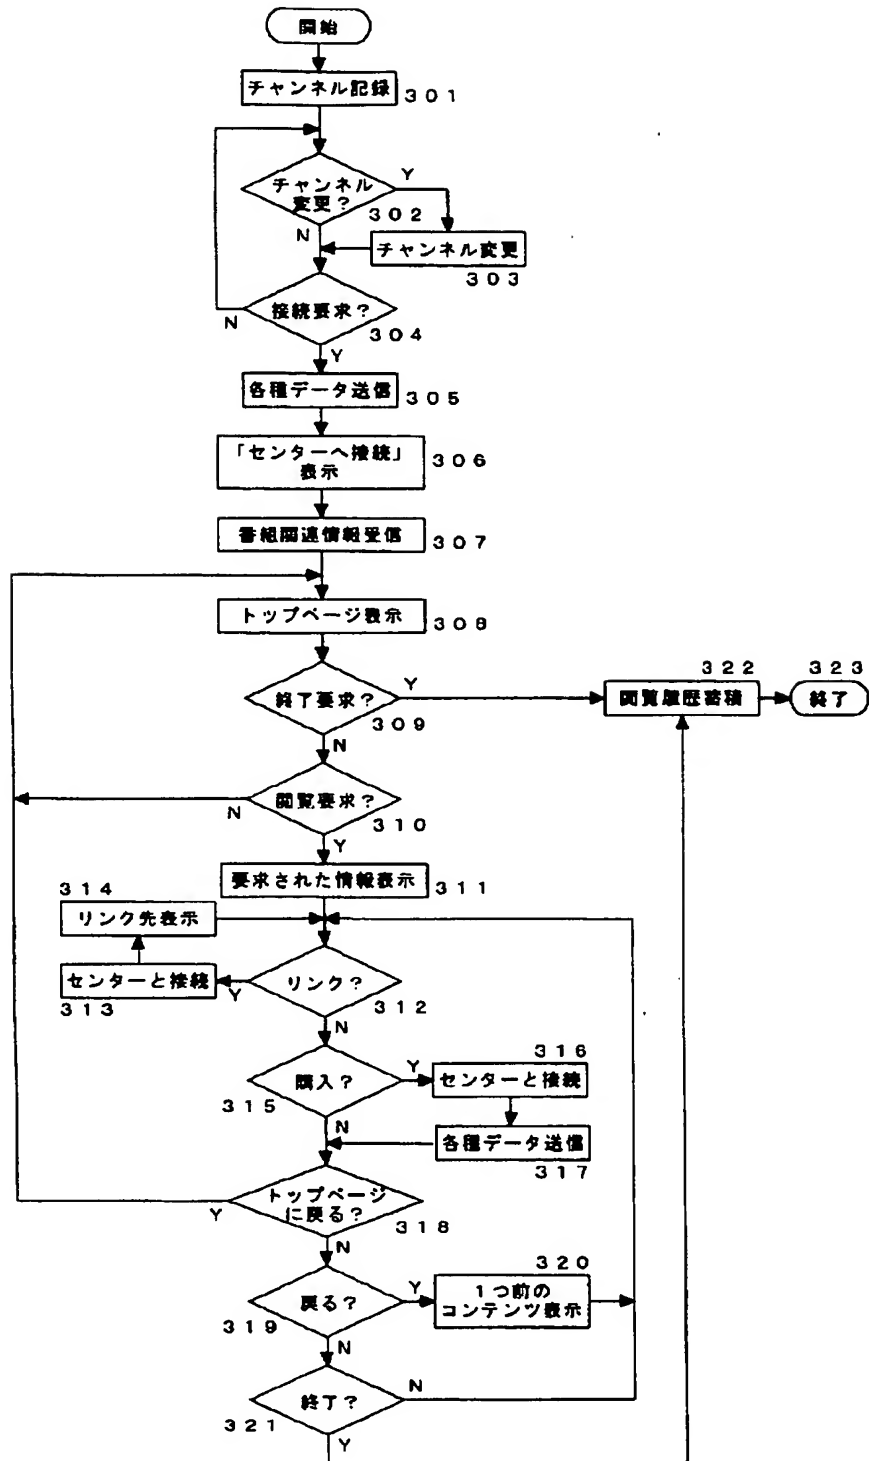 開始
チャンネル記録
301
チャンネル
変更？
302
Y
N
チャンネル変更
303
接続要求？
304
N
Y
各種データ送信
305
「センターへ接続」
表示
306
番組関連情報受信
307
トップページ表示
308
終了要求？
309
Y
N
閲覧履歴蓄積
322
終了
323
閲覧要求？
310
N
Y
要求された情報表示
311
314
リンク先表示
センターと接続
313
Y
リンク？
312
N
購入？
315
Y
N
316
センターと接続
各種データ送信
317
トップページ
に戻る？
318
Y
N
戻る？
319
Y
N
320
1つ前の
コンテンツ表示
終了？
321
N
Y